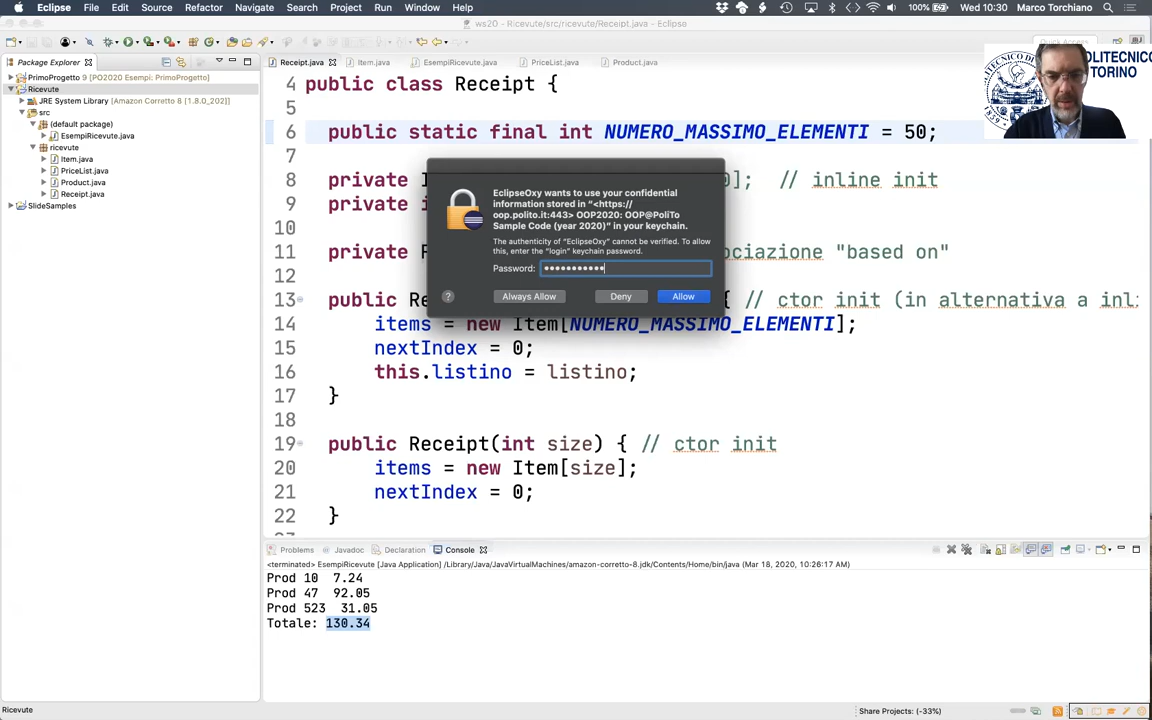 Eclipse File Edit Source Refactor Navigate Search Project Run Window Help 100% Wed 10:30 Marco Torchiano
ws20 - Ricevute/src/ricevute/Receipt.java - Eclipse
Quick Access
Package Explorer
PrimoProgetto 9 [PO2020 Esempi: PrimoProgetto]
Ricevute
JRE System Library [Amazon Corretto 8 [1.8.0_202]]
src
(default package)
EsempiRicevute.java
ricevute
Item.java
PriceList.java
Product.java
Receipt.java
SlideSamples
Receipt.java Item.java EsempiRicevute.java PriceList.java Product.java
POLITECNICO
TORINO
4 public class Receipt {
5
6 public static final int NUMERO_MASSIMO_ELEMENTI = 50;
7
8 private I 0]; // inline init
9 private i
10
11 private P ociazione "based on"
12
13 public Re { // ctor init (in alternativa a inli
14 items = new Item[NUMERO_MASSIMO_ELEMENTI];
15 nextIndex = 0;
16 this.listino = listino;
17 }
18
19 public Receipt(int size) { // ctor init
20 items = new Item[size];
21 nextIndex = 0;
22 }
EclipseOxy wants to use your confidential
information stored in "<https://
oop.polito.it:443> OOP2020: OOP@PoliTo
Sample Code (year 2020)" in your keychain.
The authenticity of "EclipseOxy" cannot be verified. To allow
this, enter the "login" keychain password.
Password: •••••••••••
? Always Allow Deny Allow
Problems Javadoc Declaration Console
<terminated> EsempiRicevute [Java Application] /Library/Java/JavaVirtualMachines/amazon-corretto-8.jdk/Contents/Home/bin/java (Mar 18, 2020, 10:26:17 AM)
Prod 10 7.24
Prod 47 92.05
Prod 523 31.05
Totale: 130.34
Ricevute
Share Projects: (-33%)